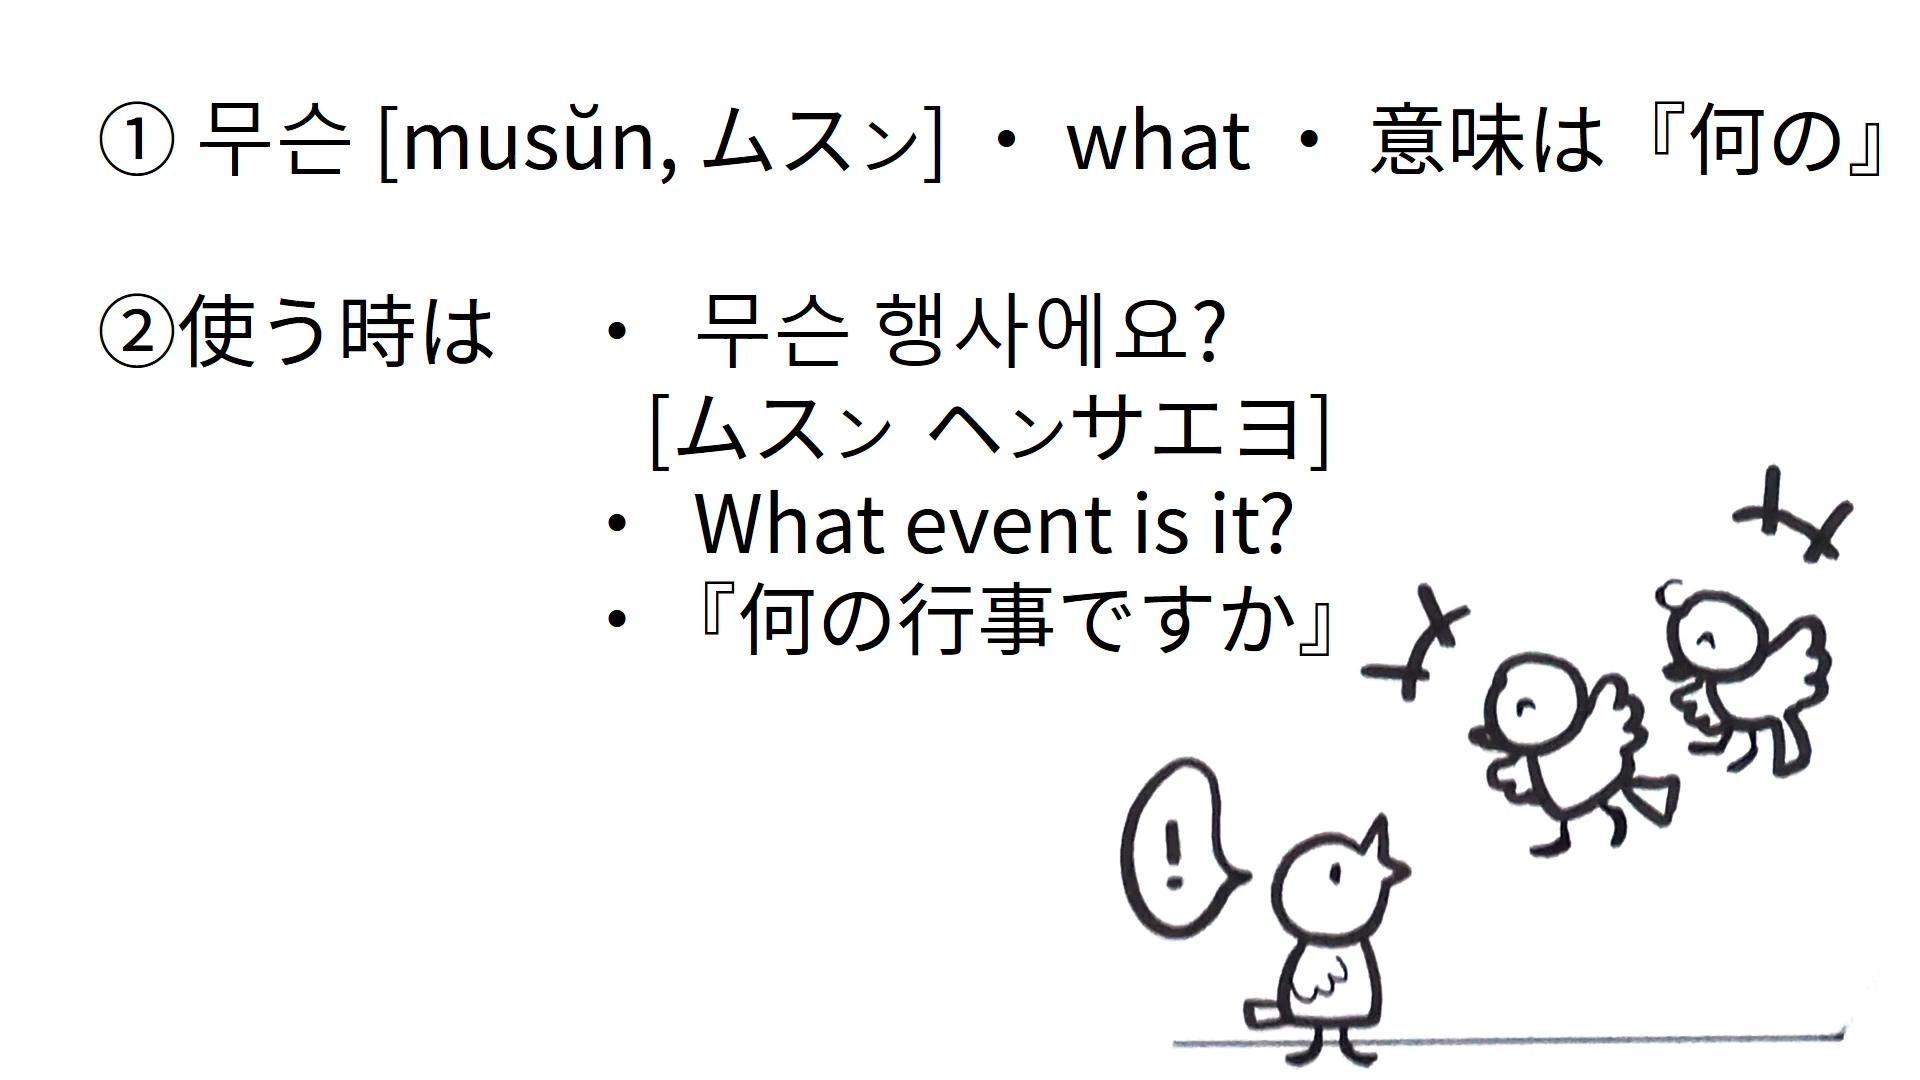 ① 무슨 [musŭn, ムスン] ・ what ・ 意味は『何の』
②使う時は ・ 무슨 행사에요?
[ムスン ヘンサエヨ]
・ What event is it?
・『何の行事ですか』
!